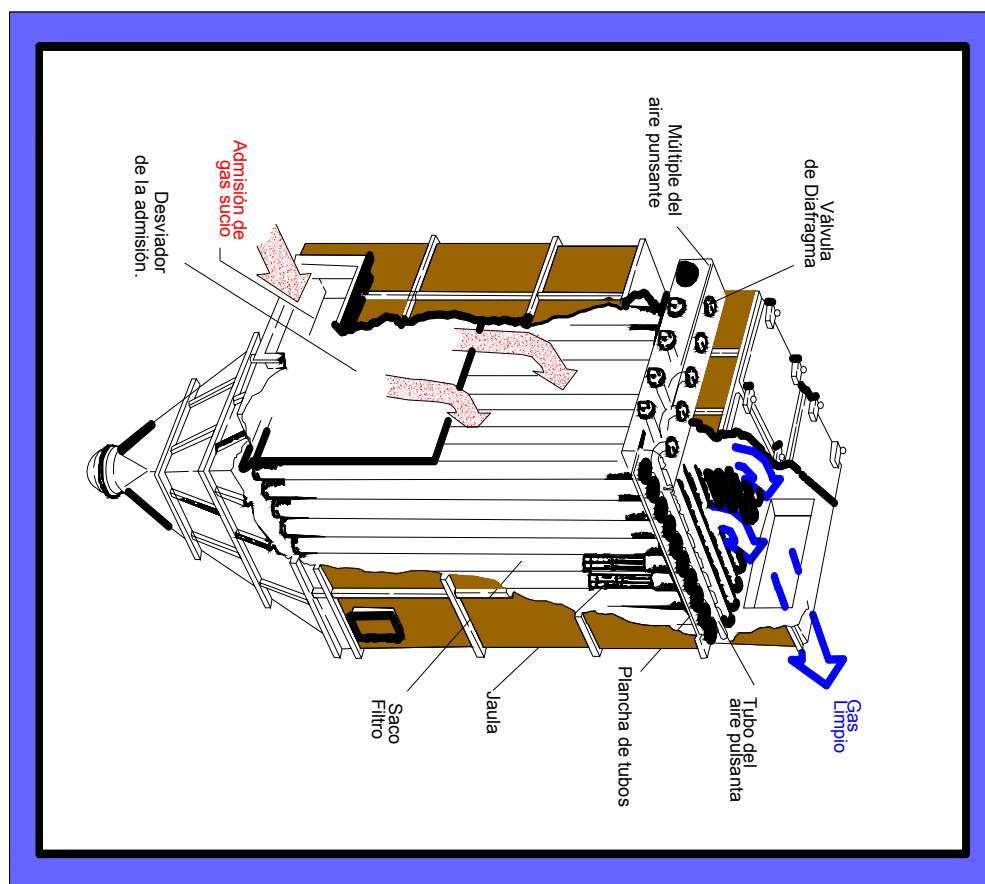 Válvula
de Diafragma
Múltiple del
aire punsante
Admisión de
gas sucio
Desviador
de la admisión.
Gas
Limpio
Tubo del
aire pulsanta
Plancha de tubos
Jaula
Saco
Filtro